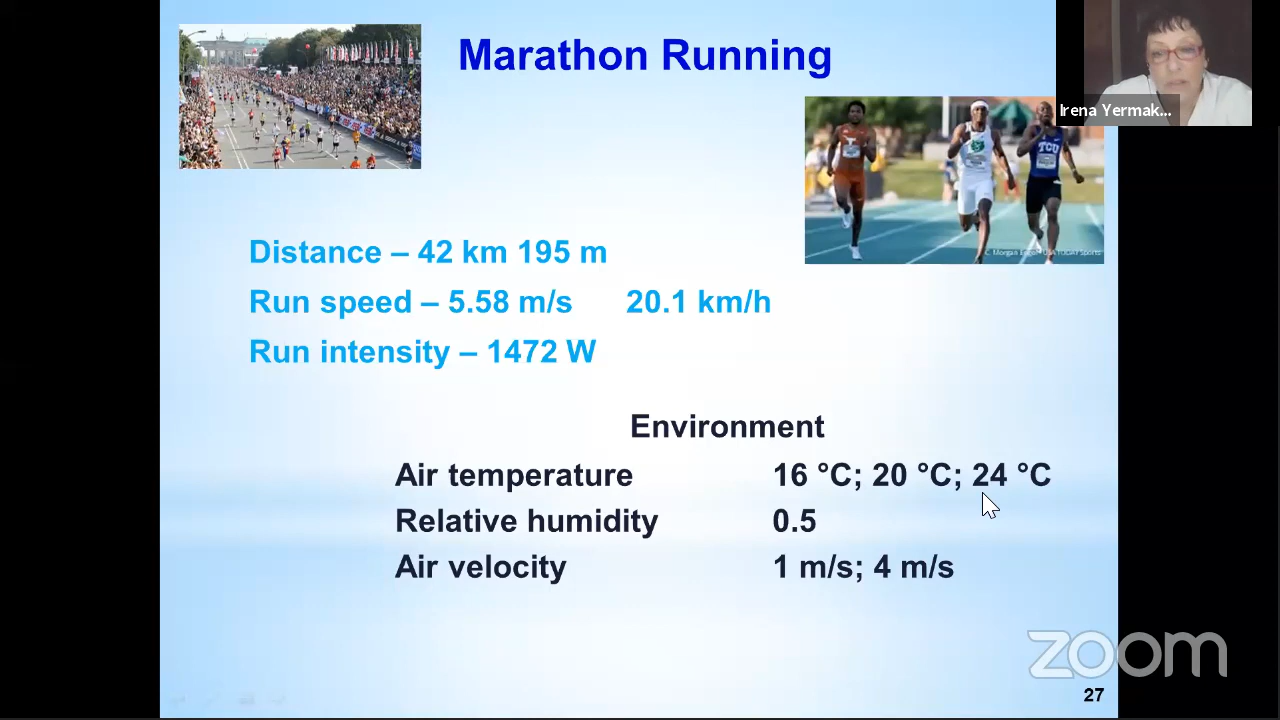 Marathon Running
Irena Yermak...
TCU
Distance – 42 km 195 m
Run speed – 5.58 m/s 20.1 km/h
Run intensity – 1472 W
Environment
Air temperature 16 °C; 20 °C; 24 °C
Relative humidity 0.5
Air velocity 1 m/s; 4 m/s
zoom
27